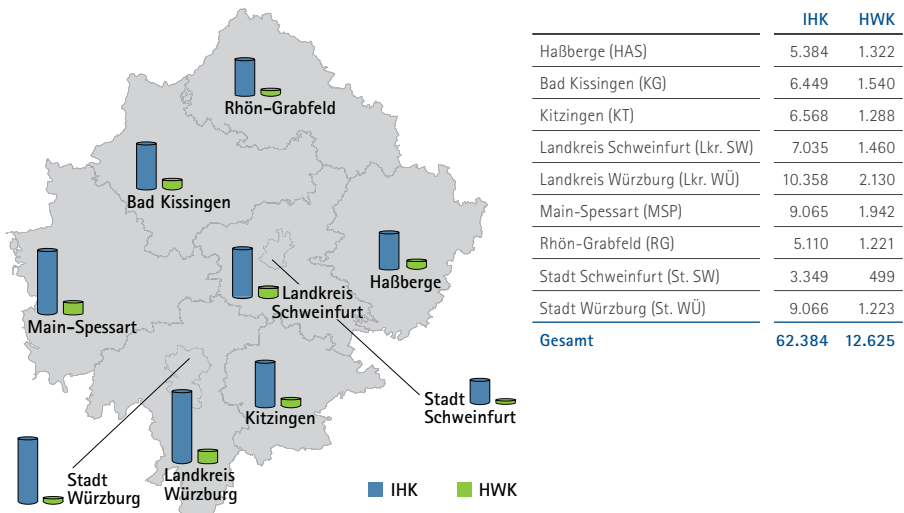 Rhön-Grabfeld
Bad Kissingen
Haßberge
Landkreis
Schweinfurt
Main-Spessart
Kitzingen
Stadt
Schweinfurt
Stadt
Würzburg
Landkreis
Würzburg
IHK HWK
IHK HWK
Haßberge (HAS) 5.384 1.322
Bad Kissingen (KG) 6.449 1.540
Kitzingen (KT) 6.568 1.288
Landkreis Schweinfurt (Lkr. SW) 7.035 1.460
Landkreis Würzburg (Lkr. WÜ) 10.358 2.130
Main-Spessart (MSP) 9.065 1.942
Rhön-Grabfeld (RG) 5.110 1.221
Stadt Schweinfurt (St. SW) 3.349 499
Stadt Würzburg (St. WÜ) 9.066 1.223
Gesamt 62.384 12.625